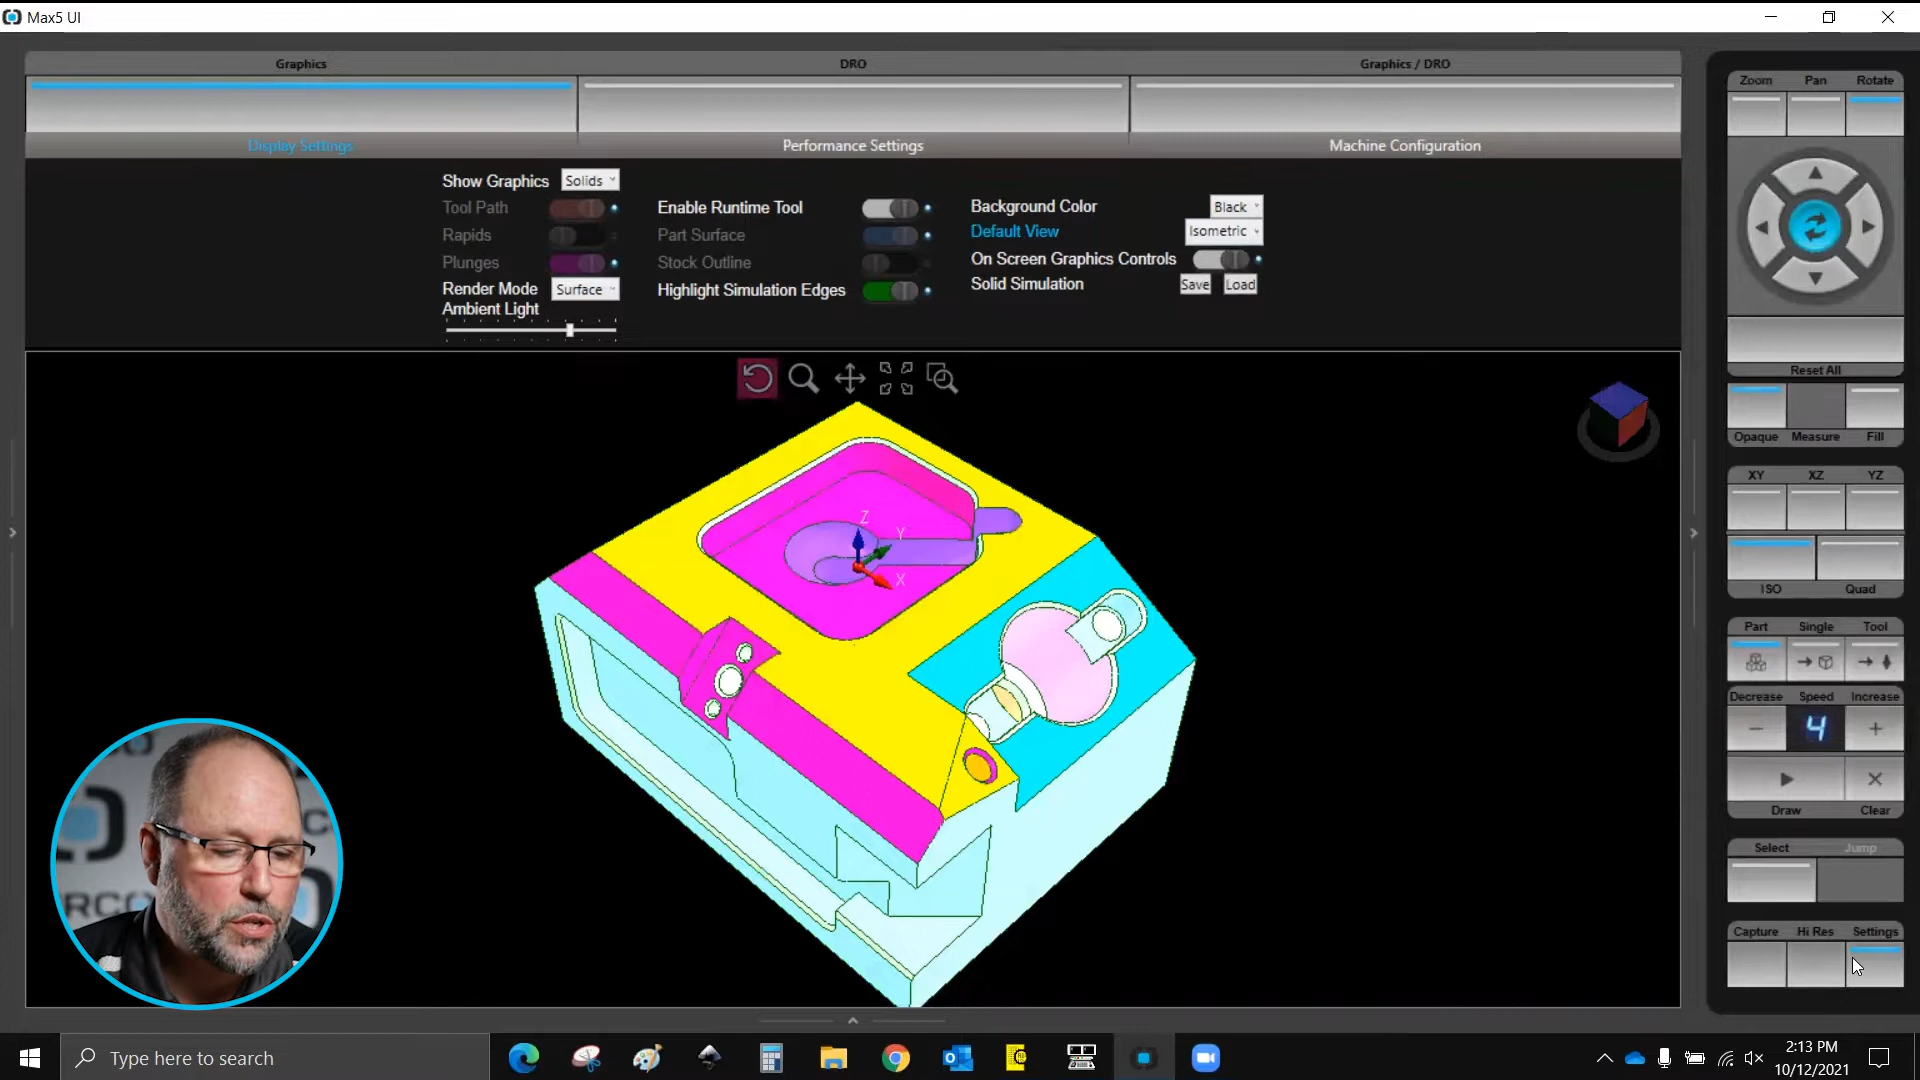 Max5 UI
Graphics
DRO
Graphics / DRO
Display Settings
Performance Settings
Machine Configuration
Show Graphics Solids
Tool Path
Rapids
Plunges
Render Mode Surface
Ambient Light
Enable Runtime Tool
Part Surface
Stock Outline
Highlight Simulation Edges
Background Color Black
Default View Isometric
On Screen Graphics Controls
Solid Simulation Save Load
Z
Y
X
Zoom Pan Rotate
Reset All
Opaque Measure Fill
XY XZ YZ
ISO Quad
Part Single Tool
Decrease Speed Increase
4
Draw Clear
Select Jump
Capture Hi Res Settings
Type here to search
2:13 PM
10/12/2021